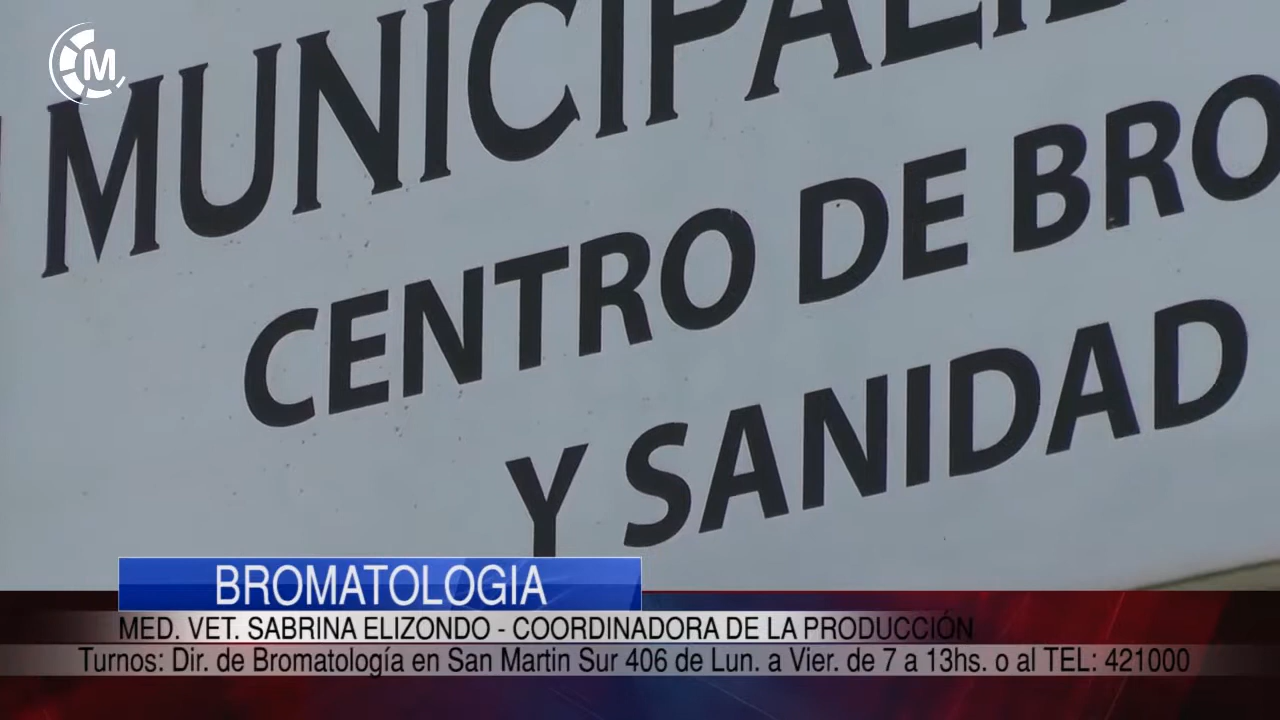 M
MUNICIPALID
CENTRO DE BRO
Y SANIDAD
BROMATOLOGIA
MED. VET. SABRINA ELIZONDO - COORDINADORA DE LA PRODUCCIÓN
Turnos: Dir. de Bromatología en San Martin Sur 406 de Lun. a Vier. de 7 a 13hs. o al TEL: 421000